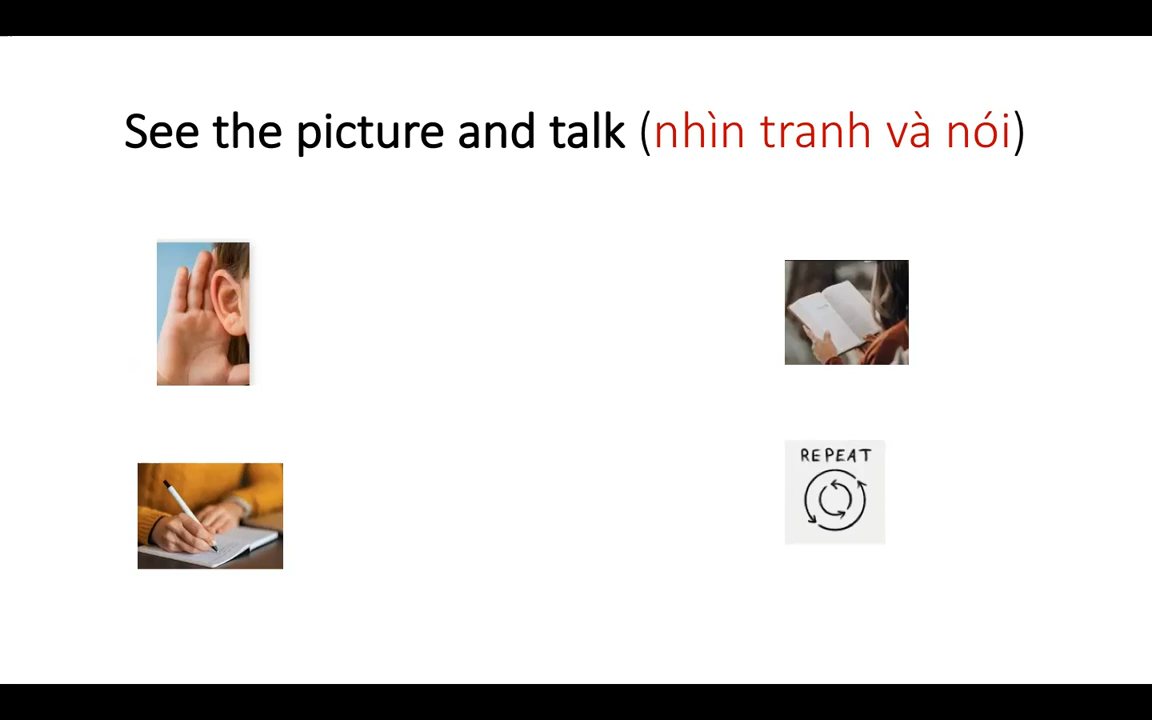 See the picture and talk (nhìn tranh và nói)
REPEAT